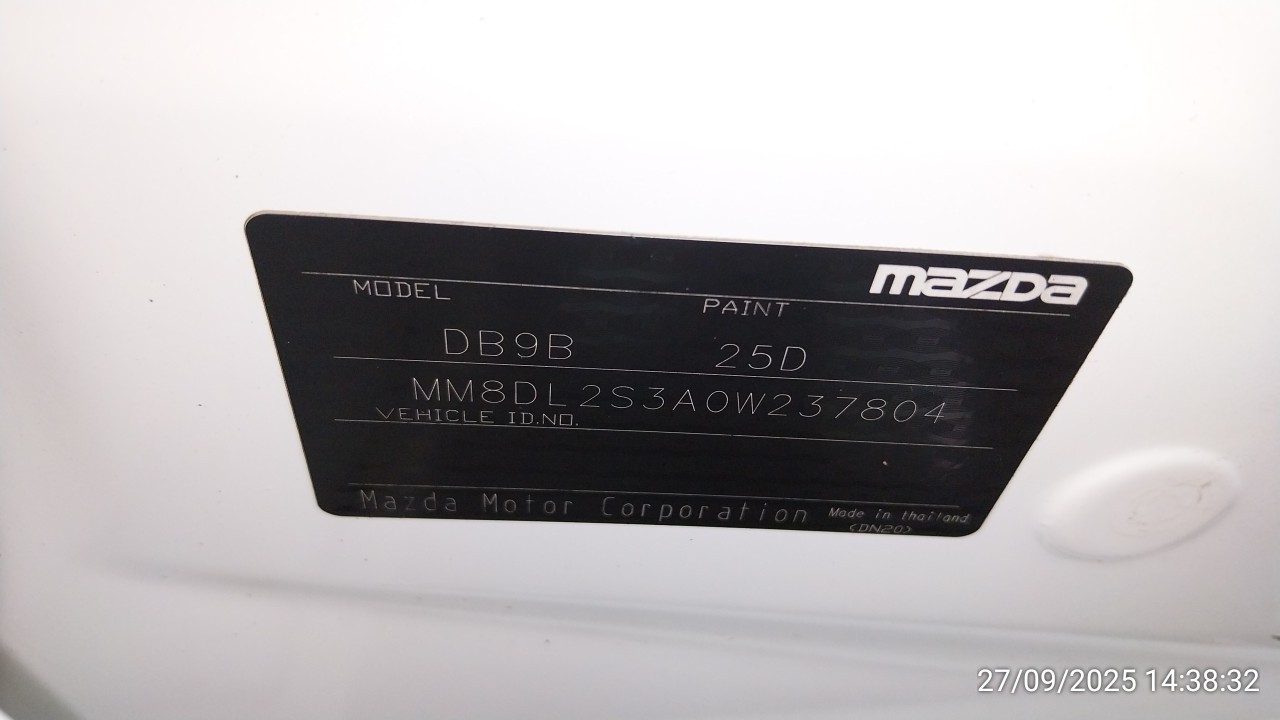 mazda
MODEL PAINT
DB9B 25D
MM8DL2S3A0W237804
VEHICLE ID.NO.
Mazda Motor Corporation Made in thailand
(DN20)
27/09/2025 14:38:32